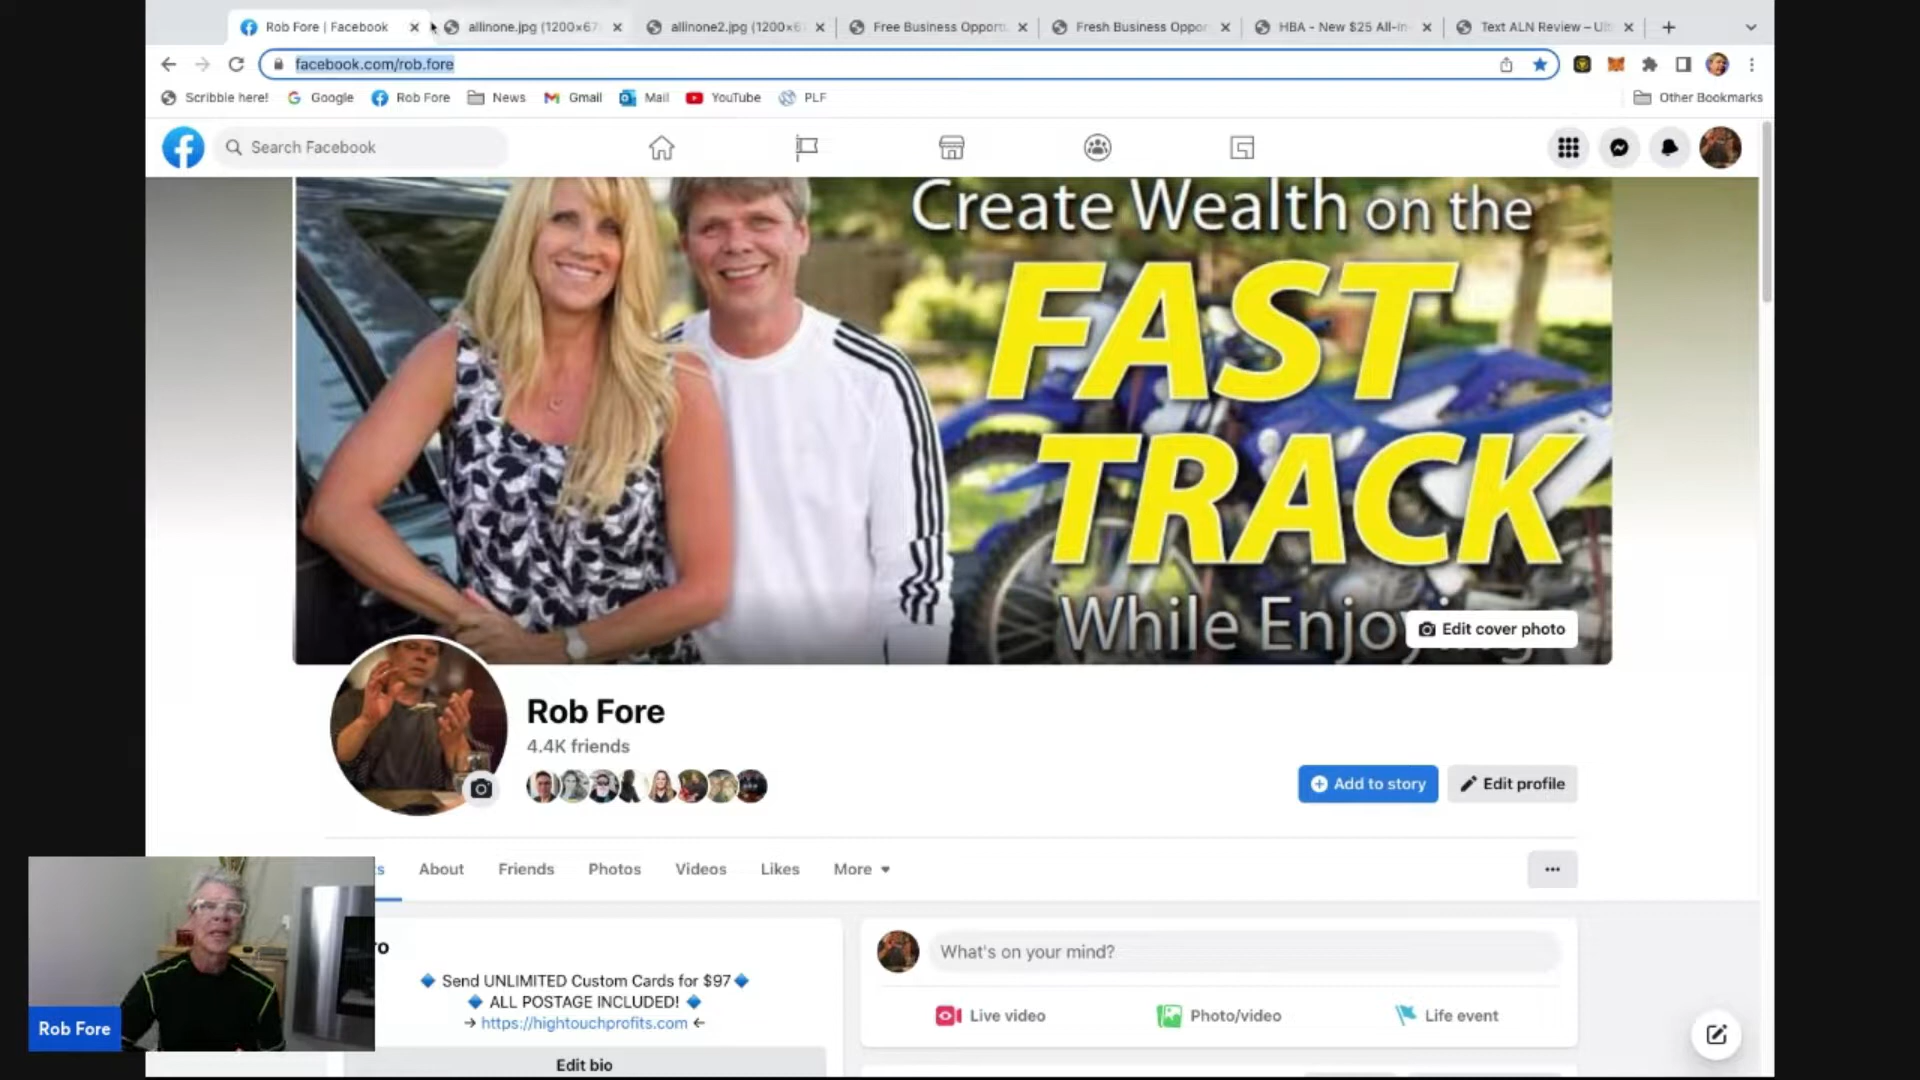 Rob Fore | Facebook
allinone.jpg (1200×67
allinone2.jpg (1200×6
Free Business Opport
Fresh Business Oppor
HBA - New $25 All-In
Text ALN Review – Ult
facebook.com/rob.fore
Scribble here!
Google
Rob Fore
News
Gmail
Mail
YouTube
PLF
Other Bookmarks
Search Facebook
Create Wealth on the
FAST
TRACK
While Enjoying
Edit cover photo
Rob Fore
4.4K friends
Add to story
Edit profile
s
About
Friends
Photos
Videos
Likes
More
ro
Send UNLIMITED Custom Cards for $97
ALL POSTAGE INCLUDED!
→ https://hightouchprofits.com ←
Edit bio
What's on your mind?
Live video
Photo/video
Life event
Rob Fore